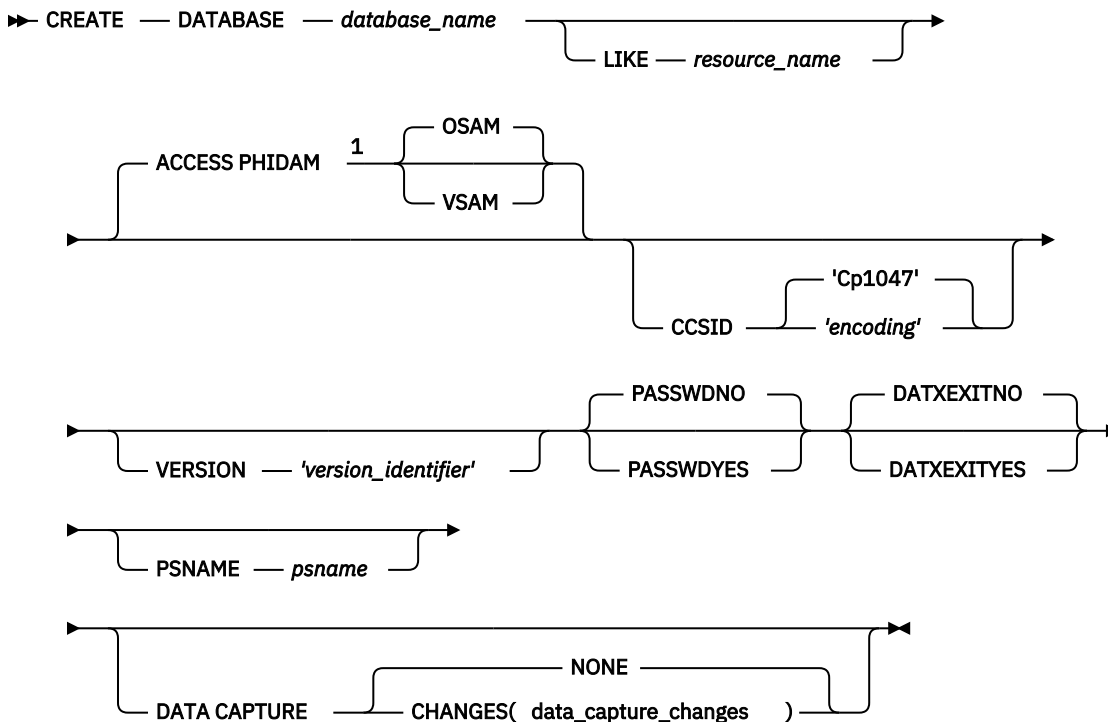 CREATE DATABASE database_name
LIKE resource_name
OSAM
ACCESS PHIDAM 1
VSAM
'Cp1047'
CCSID 'encoding'
PASSWDNO DATXEXITNO
VERSION 'version_identifier' PASSWDYES DATXEXITYES
PSNAME psname
NONE
DATA CAPTURE CHANGES( data_capture_changes )